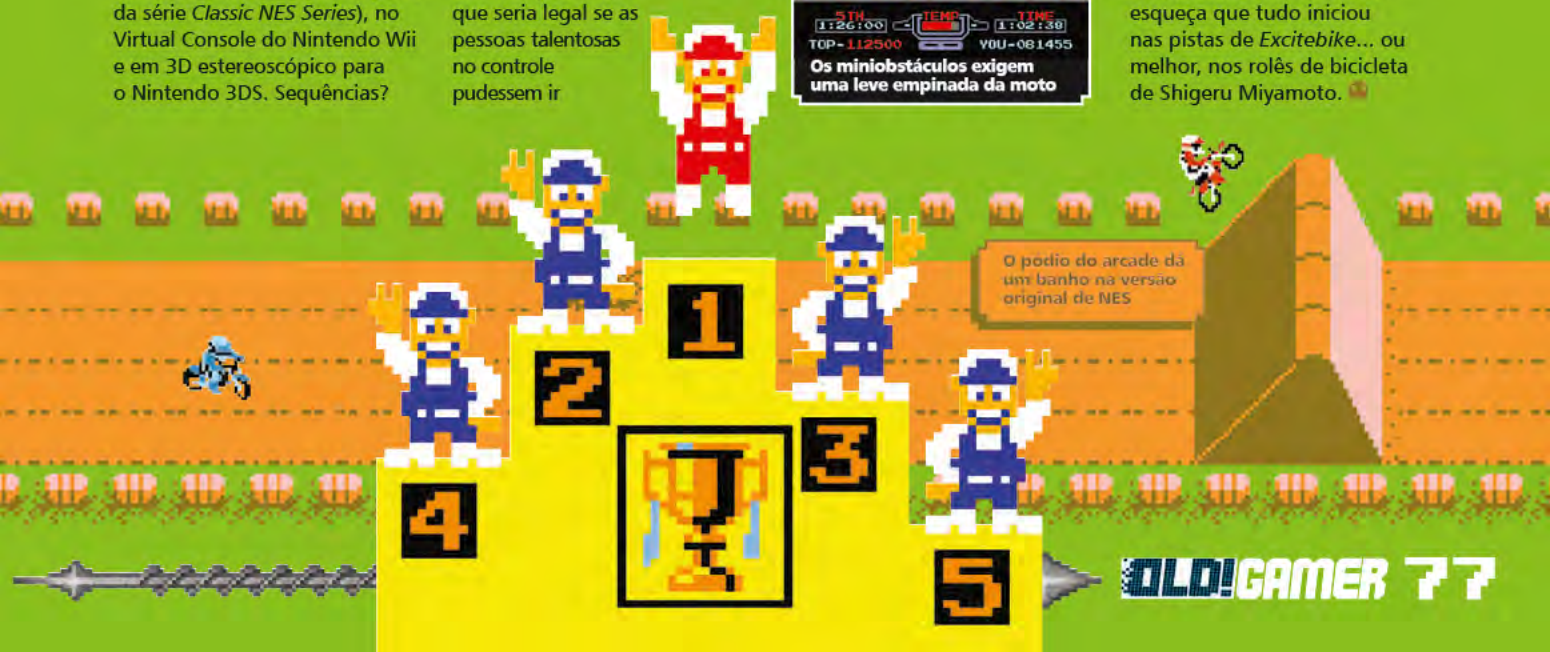 da série Classic NES Series), no
Virtual Console do Nintendo Wii
e em 3D estereoscópico para
o Nintendo 3DS. Sequências?
que seria legal se as
pessoas talentosas
no controle
pudessem ir
5TH TEMP TIME
1:26:00 1:02:38
TOP-112500 YOU-081455
Os miniobstáculos exigem
uma leve empinada da moto
esqueça que tudo iniciou
nas pistas de Excitebike... ou
melhor, nos rolês de bicicleta
de Shigeru Miyamoto.
O pódio do arcade dá
um banho na versão
original de NES
1
2
3
4
5
OLD!GAMER 77